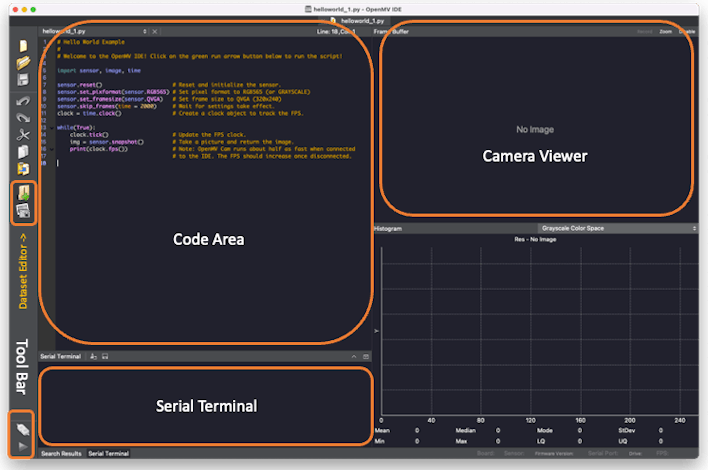 helloworld_1.py - OpenMV IDE
helloworld_1.py
helloworld_1.py
Line: 18, Col: 1
Frame Buffer
Record
Zoom
Disable
# Hello World Example
#
# Welcome to the OpenMV IDE! Click on the green run arrow button below to run the script!
import sensor, image, time
sensor.reset() # Reset and initialize the sensor.
sensor.set_pixformat(sensor.RGB565) # Set pixel format to RGB565 (or GRAYSCALE)
sensor.set_framesize(sensor.QVGA) # Set frame size to QVGA (320x240)
sensor.skip_frames(time = 2000) # Wait for settings take effect.
clock = time.clock() # Create a clock object to track the FPS.
while(True):
clock.tick() # Update the FPS clock.
img = sensor.snapshot() # Take a picture and return the image.
print(clock.fps()) # Note: OpenMV Cam runs about half as fast when connected
# to the IDE. The FPS should increase once disconnected.
No Image
Camera Viewer
Code Area
Dataset Editor ->
Tool Bar
Histogram
Grayscale Color Space
Res - No Image
Y
0 40 80 120 160 200 240
Mean 0 Median 0 Mode 0 StDev 0
Min 0 Max 0 LQ 0 UQ 0
Serial Terminal
Serial Terminal
Search Results
Serial Terminal
Board:
Sensor:
Firmware Version:
Serial Port:
Drive:
FPS: